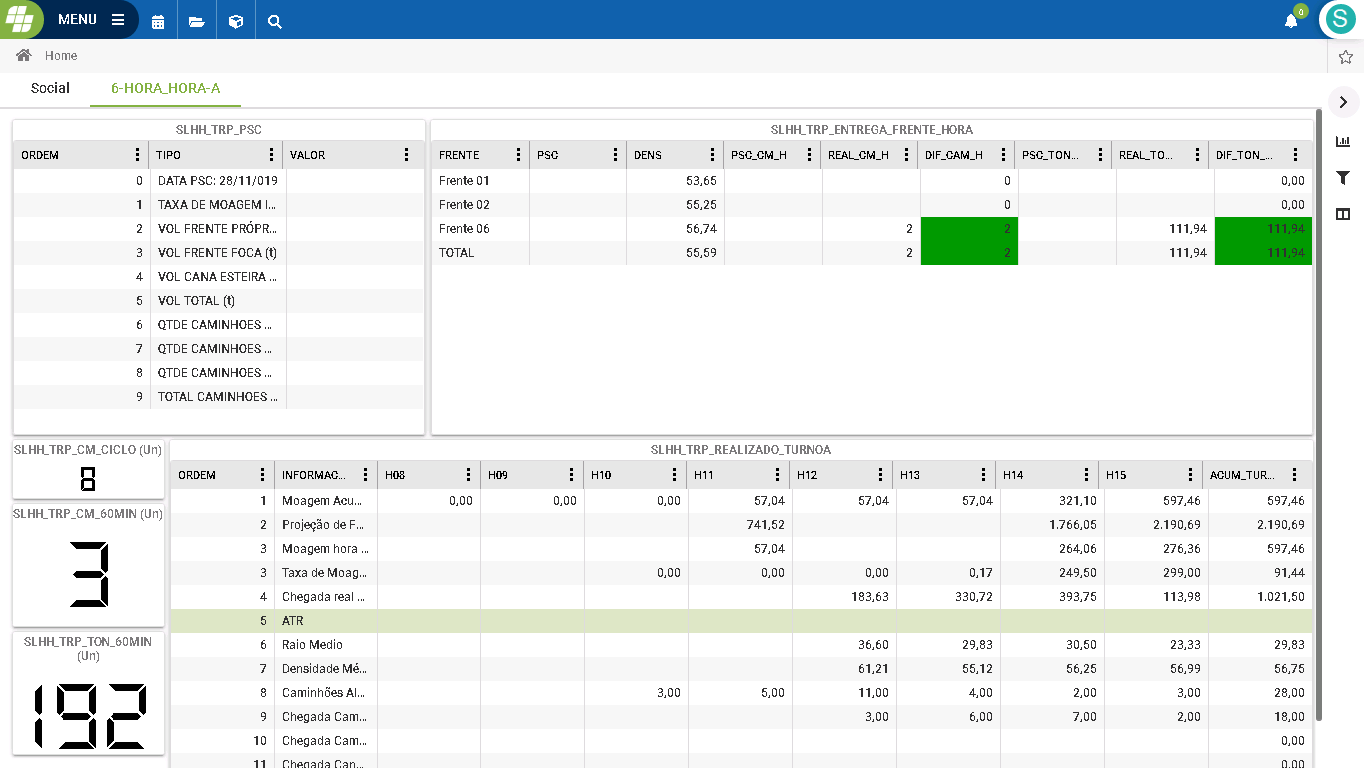 MENU
0
S
Home
Social 6-HORA_HORA-A
SLHH_TRP_PSC
ORDEM TIPO VALOR
0 DATA PSC: 28/11/019
1 TAXA DE MOAGEM I...
2 VOL FRENTE PRÓPR...
3 VOL FRENTE FOCA (t)
4 VOL CANA ESTEIRA ...
5 VOL TOTAL (t)
6 QTDE CAMINHOES ...
7 QTDE CAMINHOES ...
8 QTDE CAMINHOES ...
9 TOTAL CAMINHOES ...
SLHH_TRP_ENTREGA_FRENTE_HORA
FRENTE PSC DENS PSC_CM_H REAL_CM_H DIF_CAM_H PSC_TON... REAL_TO... DIF_TON_...
Frente 01 53,65 0 0,00
Frente 02 55,25 0 0,00
Frente 06 56,74 2 2 111,94 111,94
TOTAL 55,59 2 2 111,94 111,94
SLHH_TRP_CM_CICLO (Un)
8
SLHH_TRP_CM_60MIN (Un)
3
SLHH_TRP_TON_60MIN
(Un)
192
SLHH_TRP_REALIZADO_TURNOA
ORDEM INFORMAC... H08 H09 H10 H11 H12 H13 H14 H15 ACUM_TUR...
1 Moagem Acu... 0,00 0,00 0,00 57,04 57,04 57,04 321,10 597,46 597,46
2 Projeção de F... 741,52 1.766,05 2.190,69 2.190,69
3 Moagem hora ... 57,04 264,06 276,36 597,46
3 Taxa de Moag... 0,00 0,00 0,00 0,17 249,50 299,00 91,44
4 Chegada real ... 183,63 330,72 393,75 113,98 1.021,50
5 ATR
6 Raio Medio 36,60 29,83 30,50 23,33 29,83
7 Densidade Mé... 61,21 55,12 56,25 56,99 56,75
8 Caminhões Al... 3,00 5,00 11,00 4,00 2,00 3,00 28,00
9 Chegada Cam... 3,00 6,00 7,00 2,00 18,00
10 Chegada Cam... 0,00
11 Chegada Can... 0,00